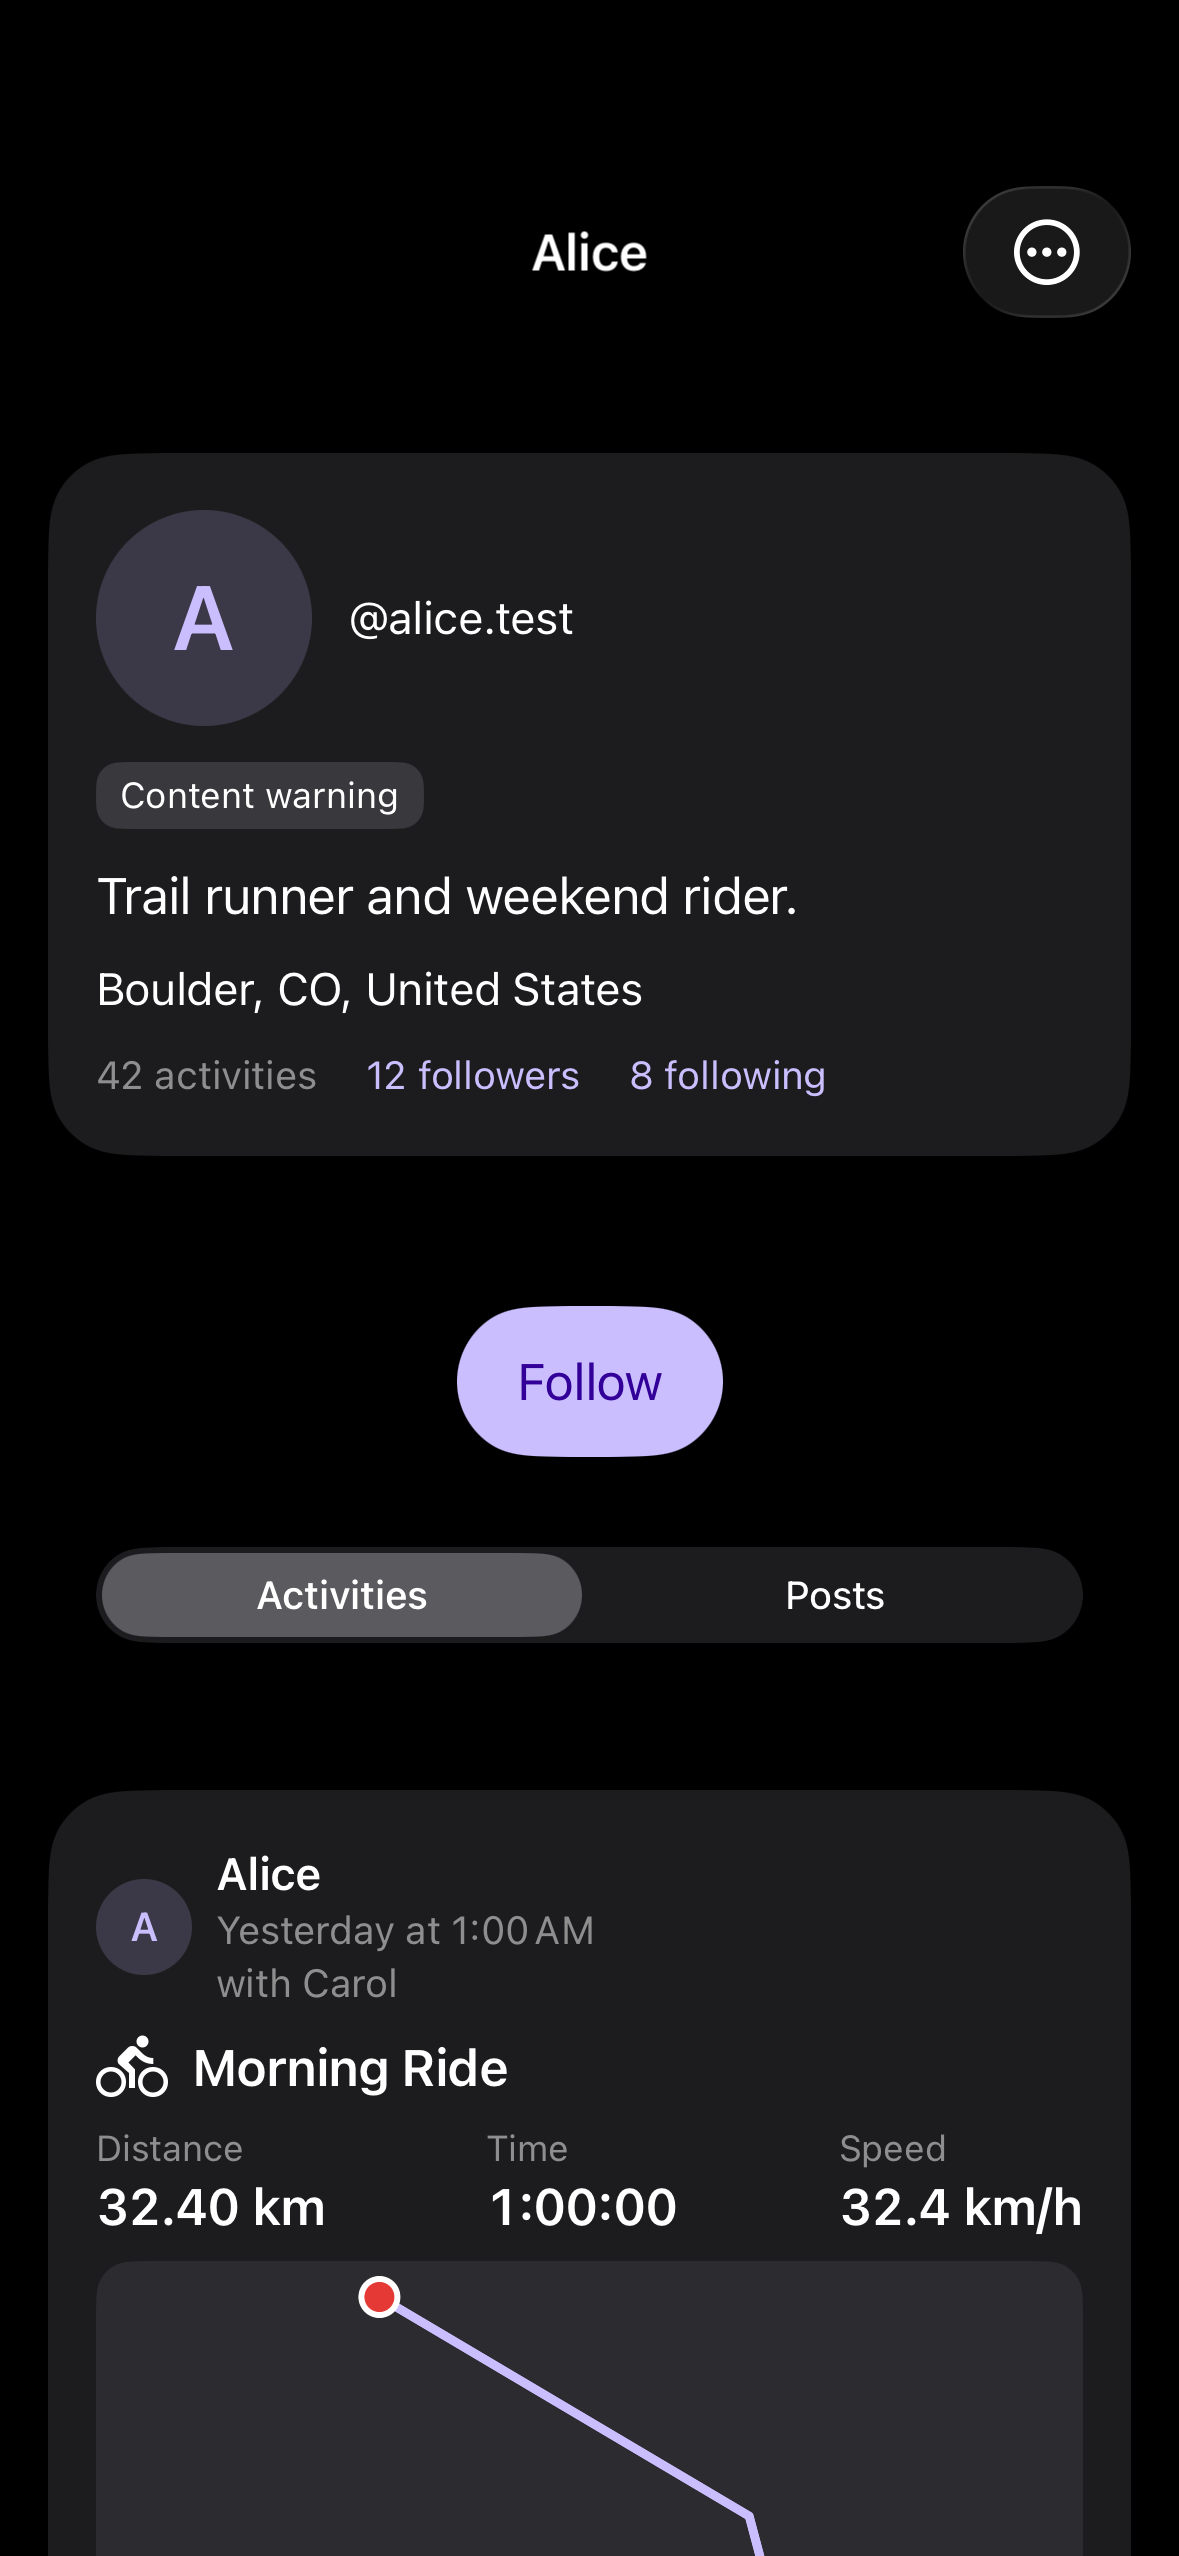 Alice
A
@alice.test
Content warning
Trail runner and weekend rider.
Boulder, CO, United States
42 activities 12 followers 8 following
Follow
Activities Posts
Alice
A
Yesterday at 1:00 AM
with Carol
Morning Ride
Distance Time Speed
32.40 km 1:00:00 32.4 km/h